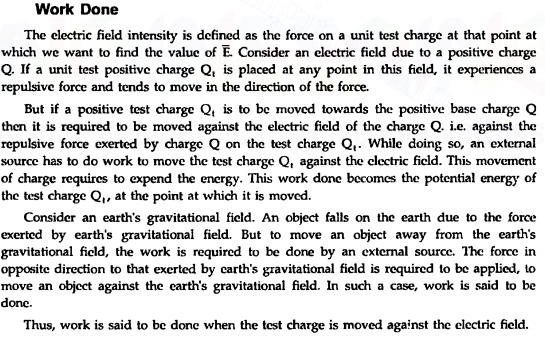 Work Done
The electric field intensity is defined as the force on a unit test charge at that point at
which we want to find the value of E̅. Consider an electric field due to a positive charge
Q. If a unit test positive charge Qt is placed at any point in this field, it experiences a
repulsive force and tends to move in the direction of the force.
But if a positive test charge Qt is to be moved towards the positive base charge Q
then it is required to be moved against the electric field of the charge Q. i.e. against the
repulsive force exerted by charge Q on the test charge Qt. While doing so, an external
source has to do work to move the test charge Qt against the electric field. This movement
of charge requires to expend the energy. This work done becomes the potential energy of
the test charge Qt, at the point at which it is moved.
Consider an earth's gravitational field. An object falls on the earth due to the force
exerted by earth's gravitational field. But to move an object away from the earth's
gravitational field, the work is required to be done by an external source. The force in
opposite direction to that exerted by earth's gravitational field is required to be applied, to
move an object against the earth's gravitational field. In such a case, work is said to be
done.
Thus, work is said to be done when the test charge is moved against the electric field.